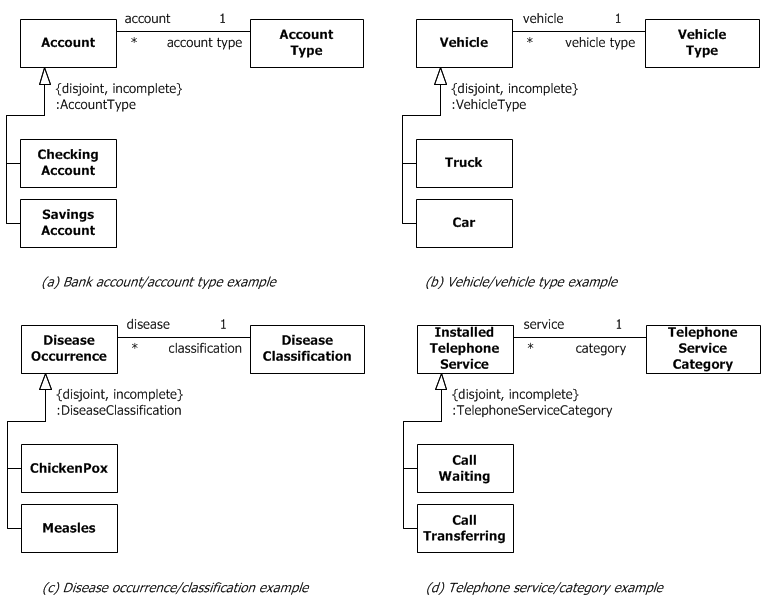 account
1
Account
*
account type
Account
Type
{disjoint, incomplete}
:AccountType
Checking
Account
Savings
Account
(a) Bank account/account type example
vehicle
1
Vehicle
*
vehicle type
Vehicle
Type
{disjoint, incomplete}
:VehicleType
Truck
Car
(b) Vehicle/vehicle type example
disease
1
Disease
Occurrence
*
classification
Disease
Classification
{disjoint, incomplete}
:DiseaseClassification
ChickenPox
Measles
(c) Disease occurrence/classification example
service
1
Installed
Telephone
Service
*
category
Telephone
Service
Category
{disjoint, incomplete}
:TelephoneServiceCategory
Call
Waiting
Call
Transferring
(d) Telephone service/category example